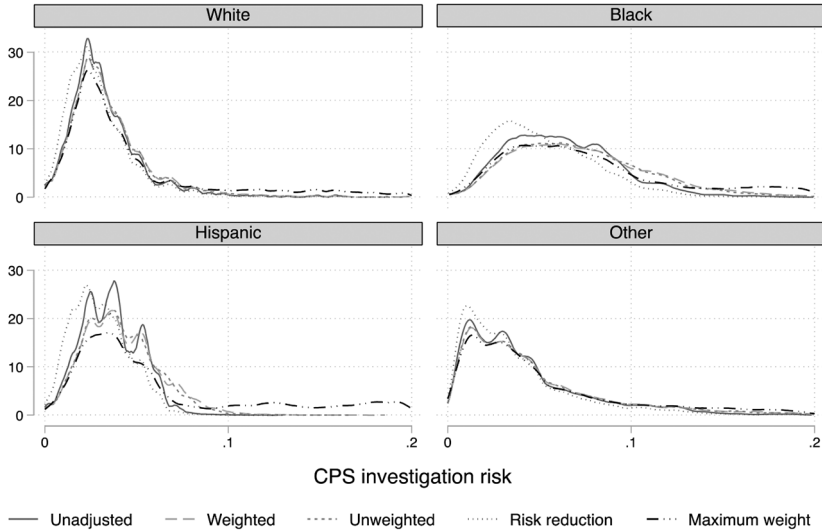 White Black
30
20
10
0
Hispanic Other
30
20
10
0
0 .1 .2 0 .1 .2
CPS investigation risk
Unadjusted Weighted Unweighted Risk reduction Maximum weight